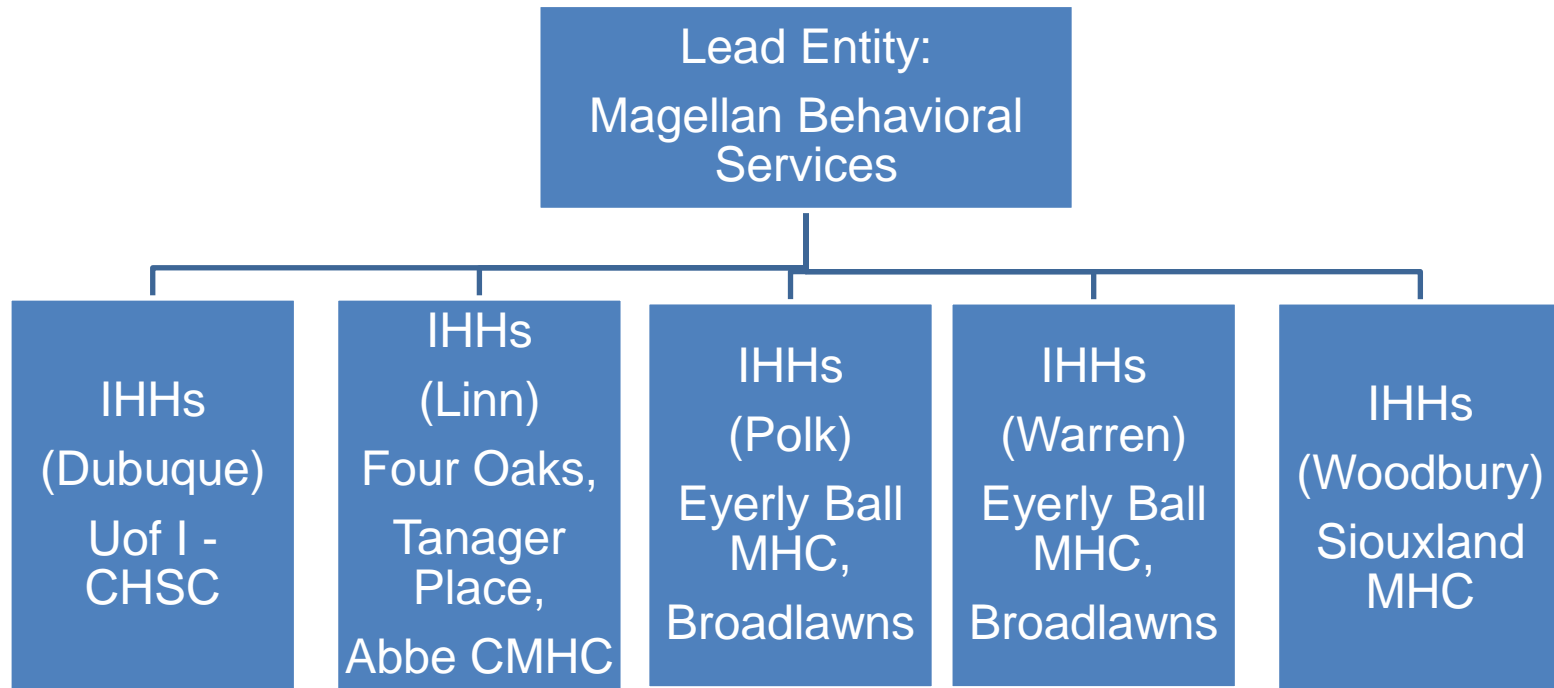 Lead Entity:
Magellan Behavioral
Services
IHHs
(Dubuque)
Uof I -
CHSC
IHHs
(Linn)
Four Oaks,
Tanager
Place,
Abbe CMHC
IHHs
(Polk)
Eyerly Ball
MHC,
Broadlawns
IHHs
(Warren)
Eyerly Ball
MHC,
Broadlawns
IHHs
(Woodbury)
Siouxland
MHC